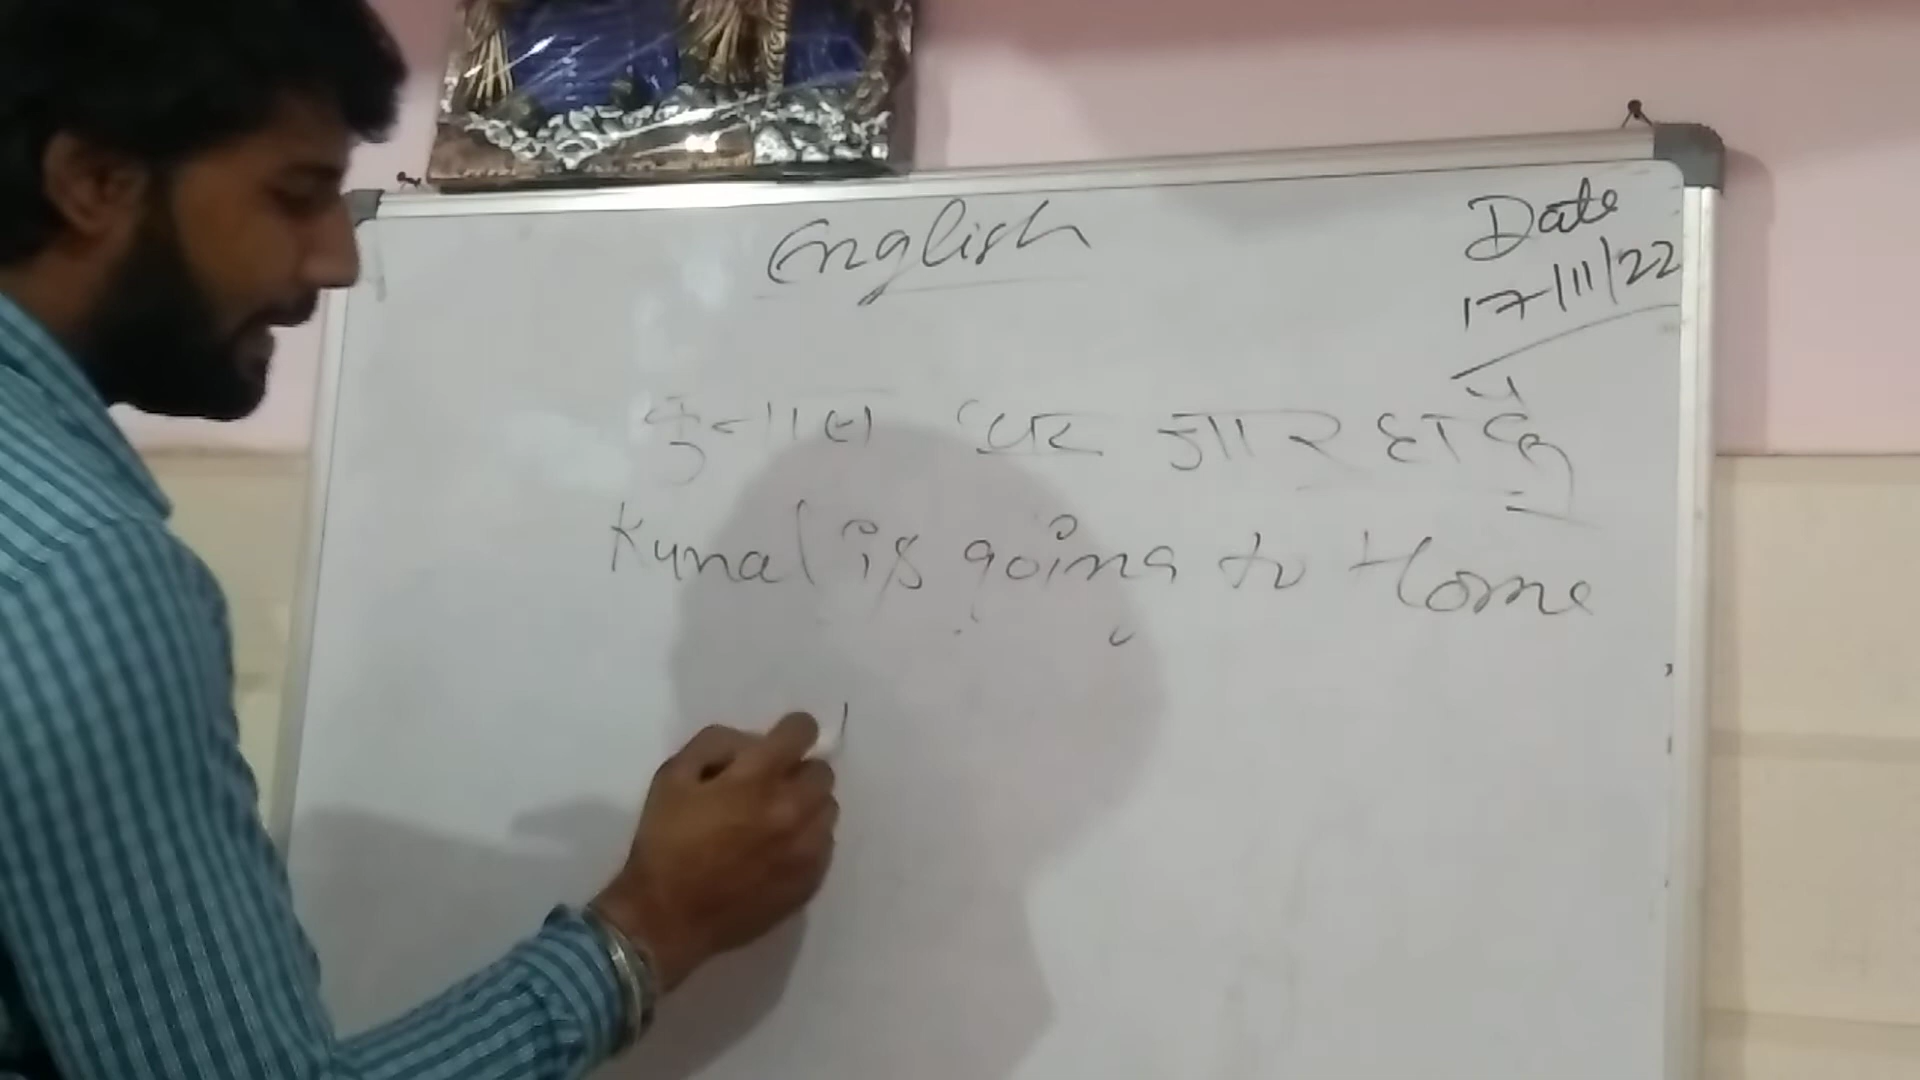 English
Date
17/11/22
कुनाल घर जा रहा है
Kunal is going to Home